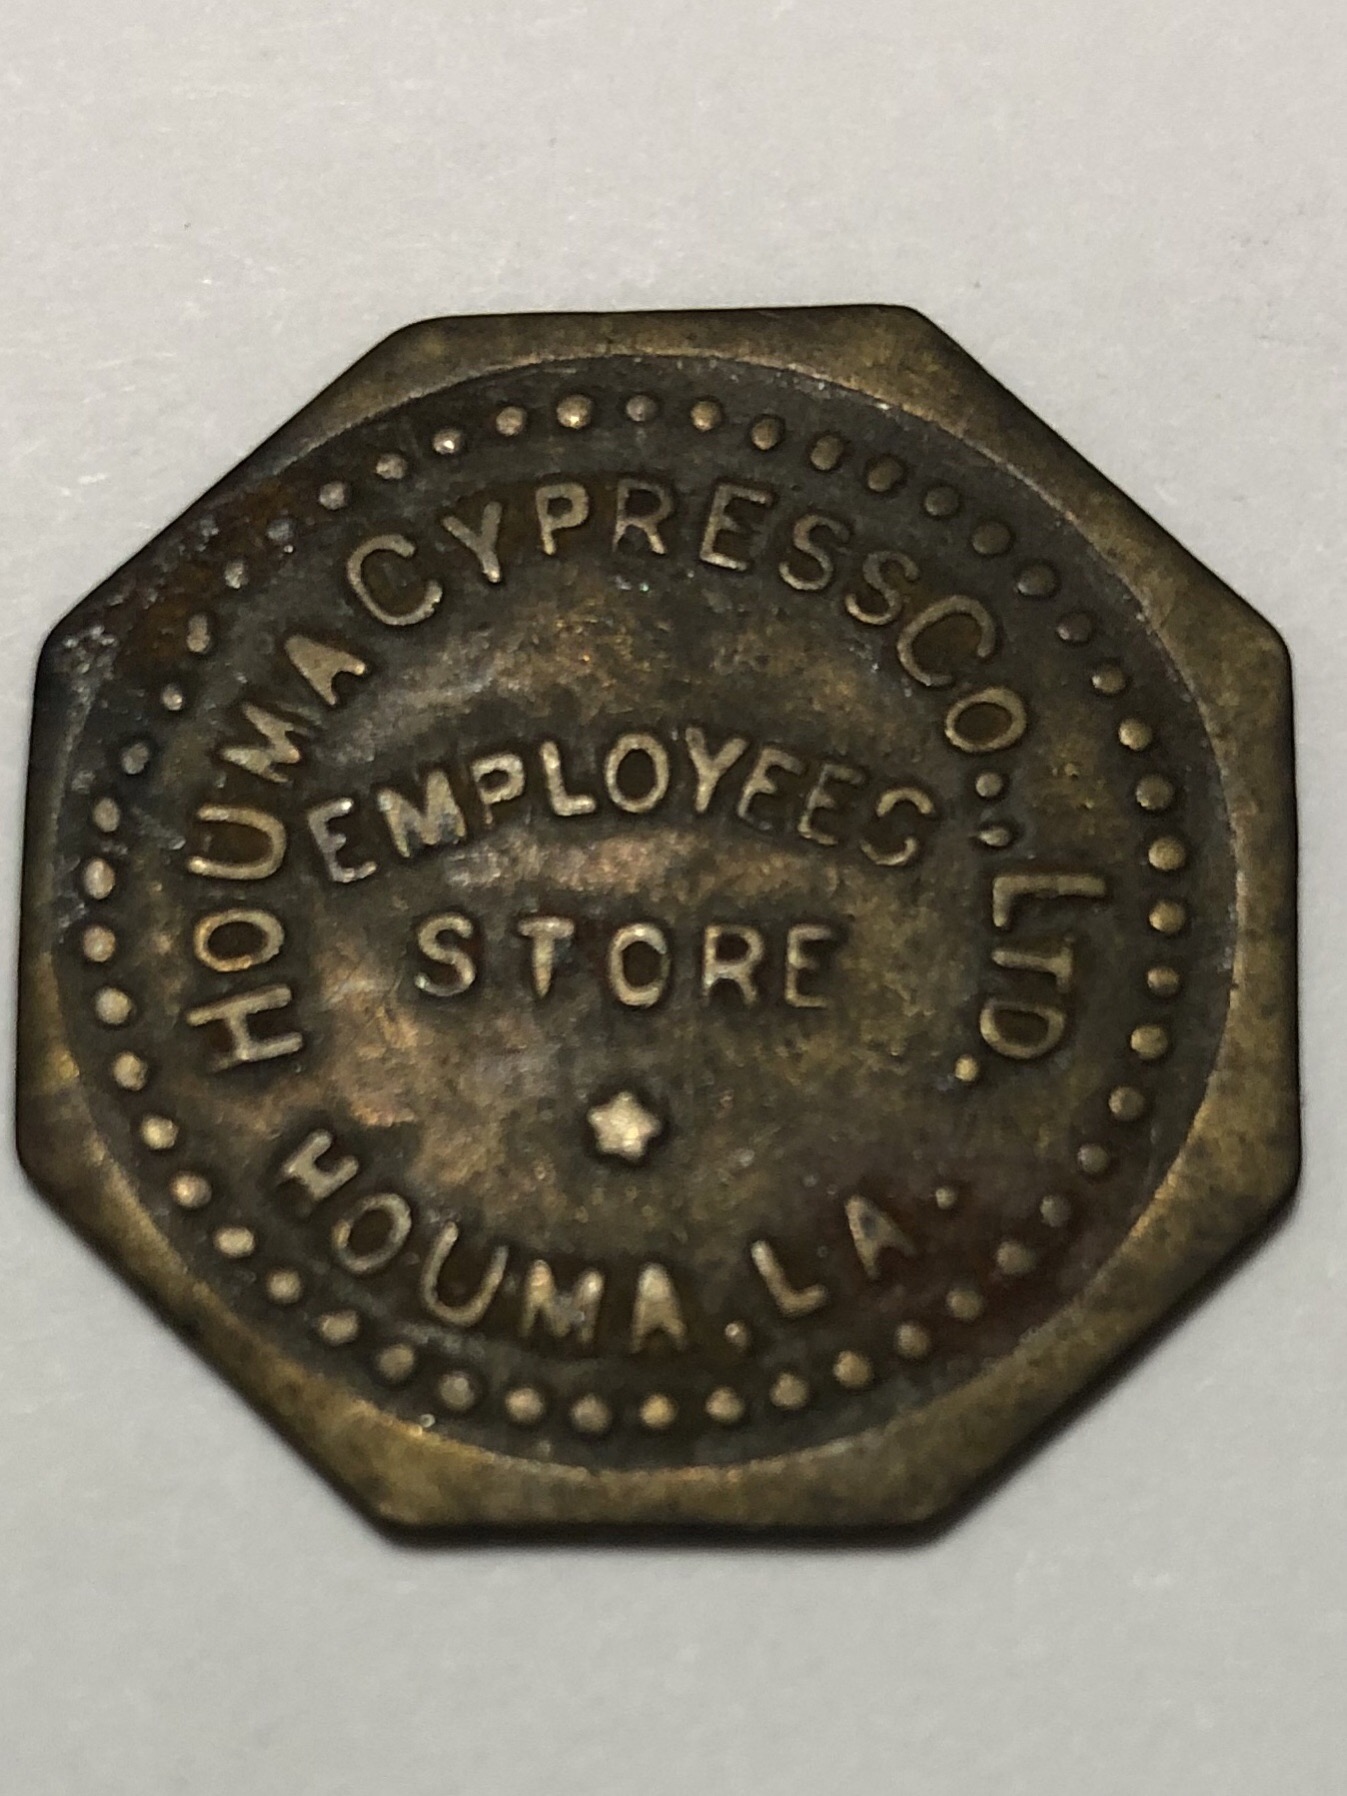 HOUMA CYPRESS CO., LTD.
EMPLOYEES
STORE
HOUMA, LA.